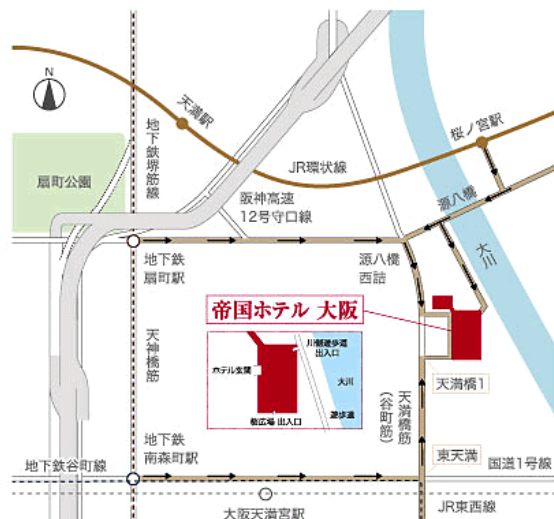 N
天満駅
地下鉄堺筋線
桜ノ宮駅
JR環状線
扇町公園
阪神高速
12号守口線
源八橋
大川
地下鉄
扇町駅
源八橋
西詰
帝国ホテル 大阪
川側遊歩道
出入口
ホテル玄関
大川
遊歩道
桜広場 出入口
天神橋筋
天満橋筋
(谷町筋)
天満橋1
地下鉄
南森町駅
東天満
地下鉄谷町線
国道1号線
大阪天満宮駅
JR東西線